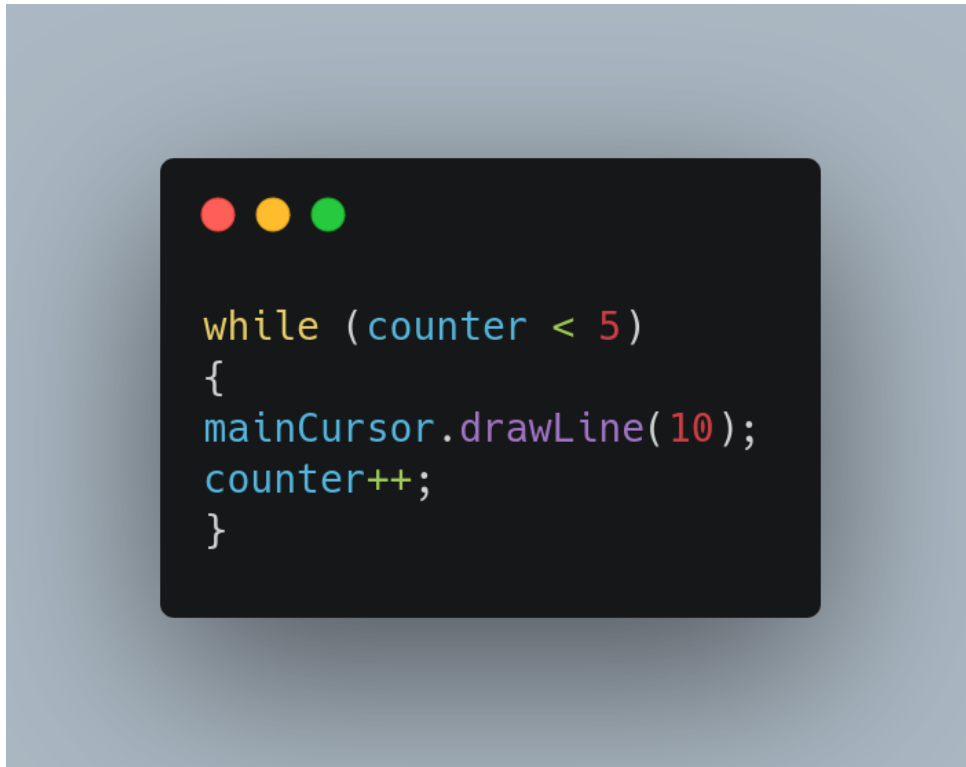 while (counter < 5)
{
mainCursor.drawLine(10);
counter++;
}